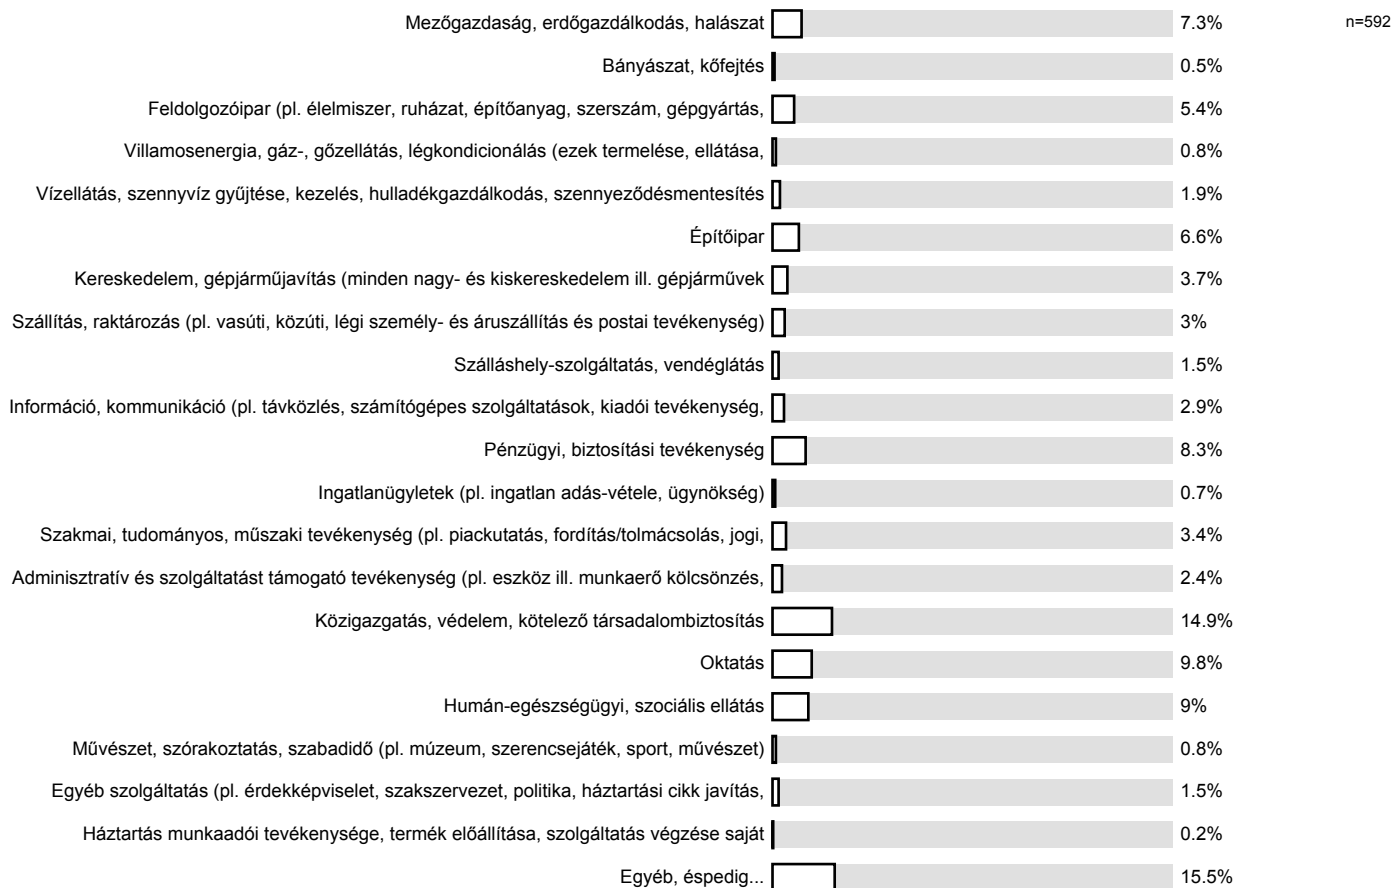 Mezőgazdaság, erdőgazdálkodás, halászat 7.3% n=592
Bányászat, kőfejtés 0.5%
Feldolgozóipar (pl. élelmiszer, ruházat, építőanyag, szerszám, gépgyártás, 5.4%
Villamosenergia, gáz-, gőzellátás, légkondicionálás (ezek termelése, ellátása, 0.8%
Vízellátás, szennyvíz gyűjtése, kezelés, hulladékgazdálkodás, szennyeződésmentesítés 1.9%
Építőipar 6.6%
Kereskedelem, gépjárműjavítás (minden nagy- és kiskereskedelem ill. gépjárművek 3.7%
Szállítás, raktározás (pl. vasúti, közúti, légi személy- és áruszállítás és postai tevékenység) 3%
Szálláshely-szolgáltatás, vendéglátás 1.5%
Információ, kommunikáció (pl. távközlés, számítógépes szolgáltatások, kiadói tevékenység, 2.9%
Pénzügyi, biztosítási tevékenység 8.3%
Ingatlanügyletek (pl. ingatlan adás-vétele, ügynökség) 0.7%
Szakmai, tudományos, műszaki tevékenység (pl. piackutatás, fordítás/tolmácsolás, jogi, 3.4%
Adminisztratív és szolgáltatást támogató tevékenység (pl. eszköz ill. munkaerő kölcsönzés, 2.4%
Közigazgatás, védelem, kötelező társadalombiztosítás 14.9%
Oktatás 9.8%
Humán-egészségügyi, szociális ellátás 9%
Művészet, szórakoztatás, szabadidő (pl. múzeum, szerencsejáték, sport, művészet) 0.8%
Egyéb szolgáltatás (pl. érdekképviselet, szakszervezet, politika, háztartási cikk javítás, 1.5%
Háztartás munkaadói tevékenysége, termék előállítása, szolgáltatás végzése saját 0.2%
Egyéb, éspedig... 15.5%